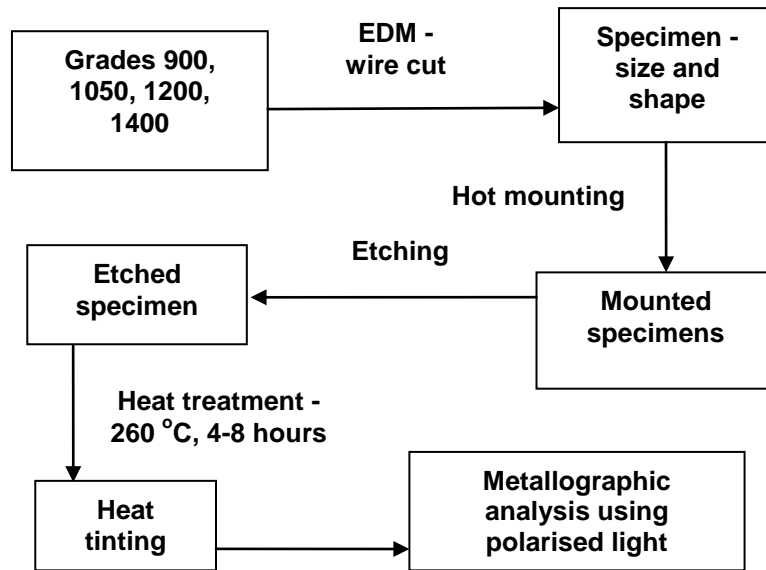 Grades 900,
1050, 1200,
1400
EDM -
wire cut
Specimen -
size and
shape
Hot mounting
Mounted
specimens
Etching
Etched
specimen
Heat treatment -
260 °C, 4-8 hours
Heat
tinting
Metallographic
analysis using
polarised light